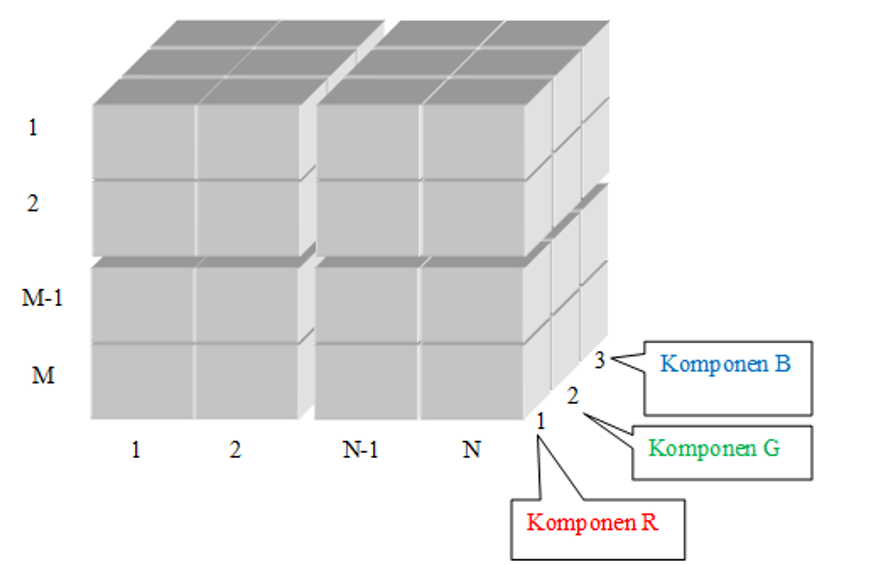 1
2
M-1
M
1 2 N-1 N
1
2
3
Komponen B
Komponen G
Komponen R